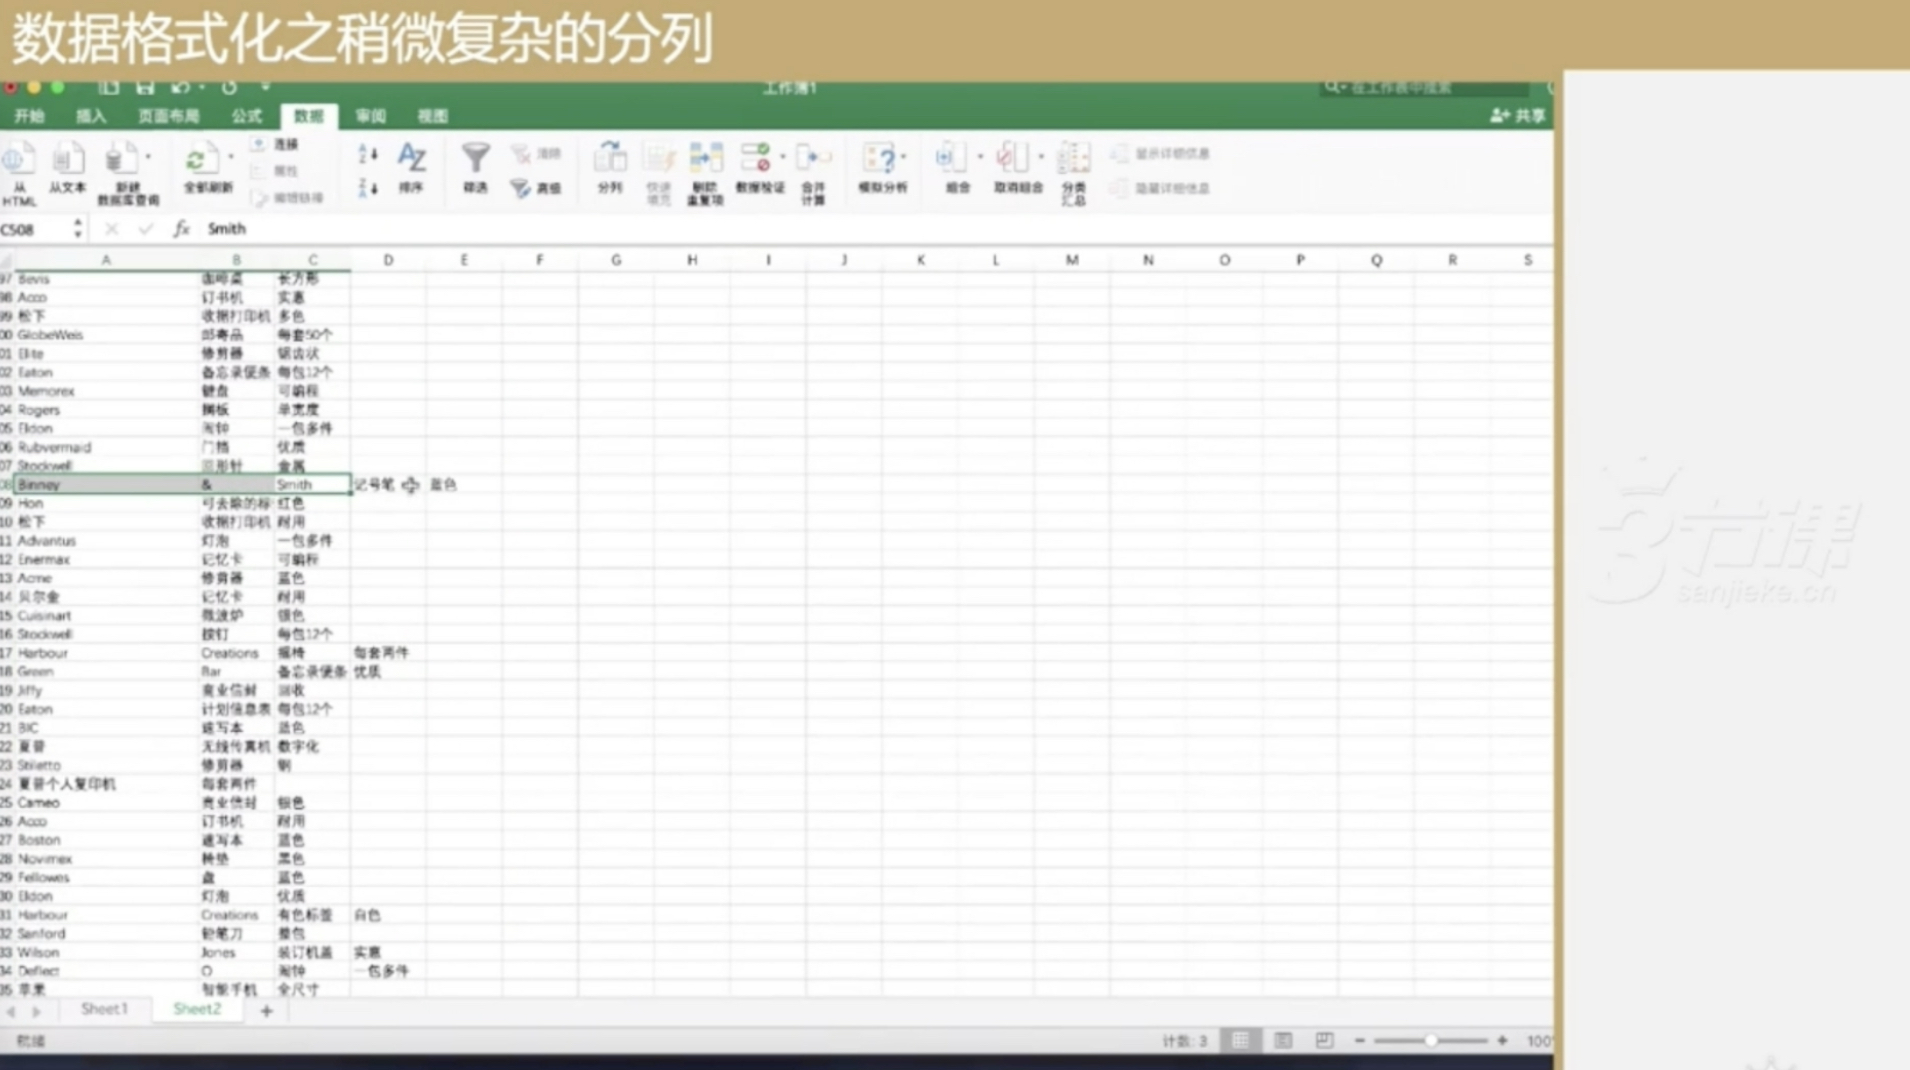 数据格式化之稍微复杂的分列
工作簿1
在工作表中搜索
开始 插入 页面布局 公式 数据 审阅 视图 共享
从 HTML 从文本 新建 数据库查询 全部刷新 连接 属性 编辑链接 排序 筛选 清除 高级 分列 快速填充 删除重复项 数据验证 合并计算 模拟分析 组合 取消组合 分类汇总 显示详细信息 隐藏详细信息
C508 fx Smith
A B C D E F G H I J K L M N O P Q R S
97 Bevis 咖啡桌 长方形
98 Acco 订书机 实惠
99 松下 收据打印机 多色
00 GlobeWeis 邮寄品 每套50个
01 Elite 修剪器 锯齿状
02 Eaton 备忘录便条 每包12个
03 Memorex 键盘 可编程
04 Rogers 搁板 单宽度
05 Eldon 闹钟 一包多件
06 Rubvermaid 门挡 优质
07 Stockwell 回形针 金属
08 Binney & Smith 记号笔 蓝色
09 Hon 可去除的标 红色
10 松下 收据打印机 耐用
11 Advantus 灯泡 一包多件
12 Enermax 记忆卡 可编程
13 Acme 修剪器 蓝色
14 贝尔金 记忆卡 耐用
15 Cuisinart 微波炉 银色
16 Stockwell 按钉 每包12个
17 Harbour Creations 摇椅 每套两件
18 Green Bar 备忘录便条 优质
19 Jiffy 商业信封 回收
20 Eaton 计划信息表 每包12个
21 BIC 速写本 蓝色
22 夏普 无线传真机 数字化
23 Stiletto 修剪器 钢
24 夏普个人复印机 每套两件
25 Cameo 商业信封 银色
26 Acco 订书机 耐用
27 Boston 速写本 蓝色
28 Novimex 椅垫 黑色
29 Fellowes 盘 蓝色
30 Eldon 灯泡 优质
31 Harbour Creations 有色标签 白色
32 Sanford 铅笔刀 整包
33 Wilson Jones 装订机盖 实惠
34 Deflect O 闹钟 一包多件
35 苹果 智能手机 全尺寸
Sheet1 Sheet2 +
就绪 计数: 3 100
三节课
sanjieke.cn